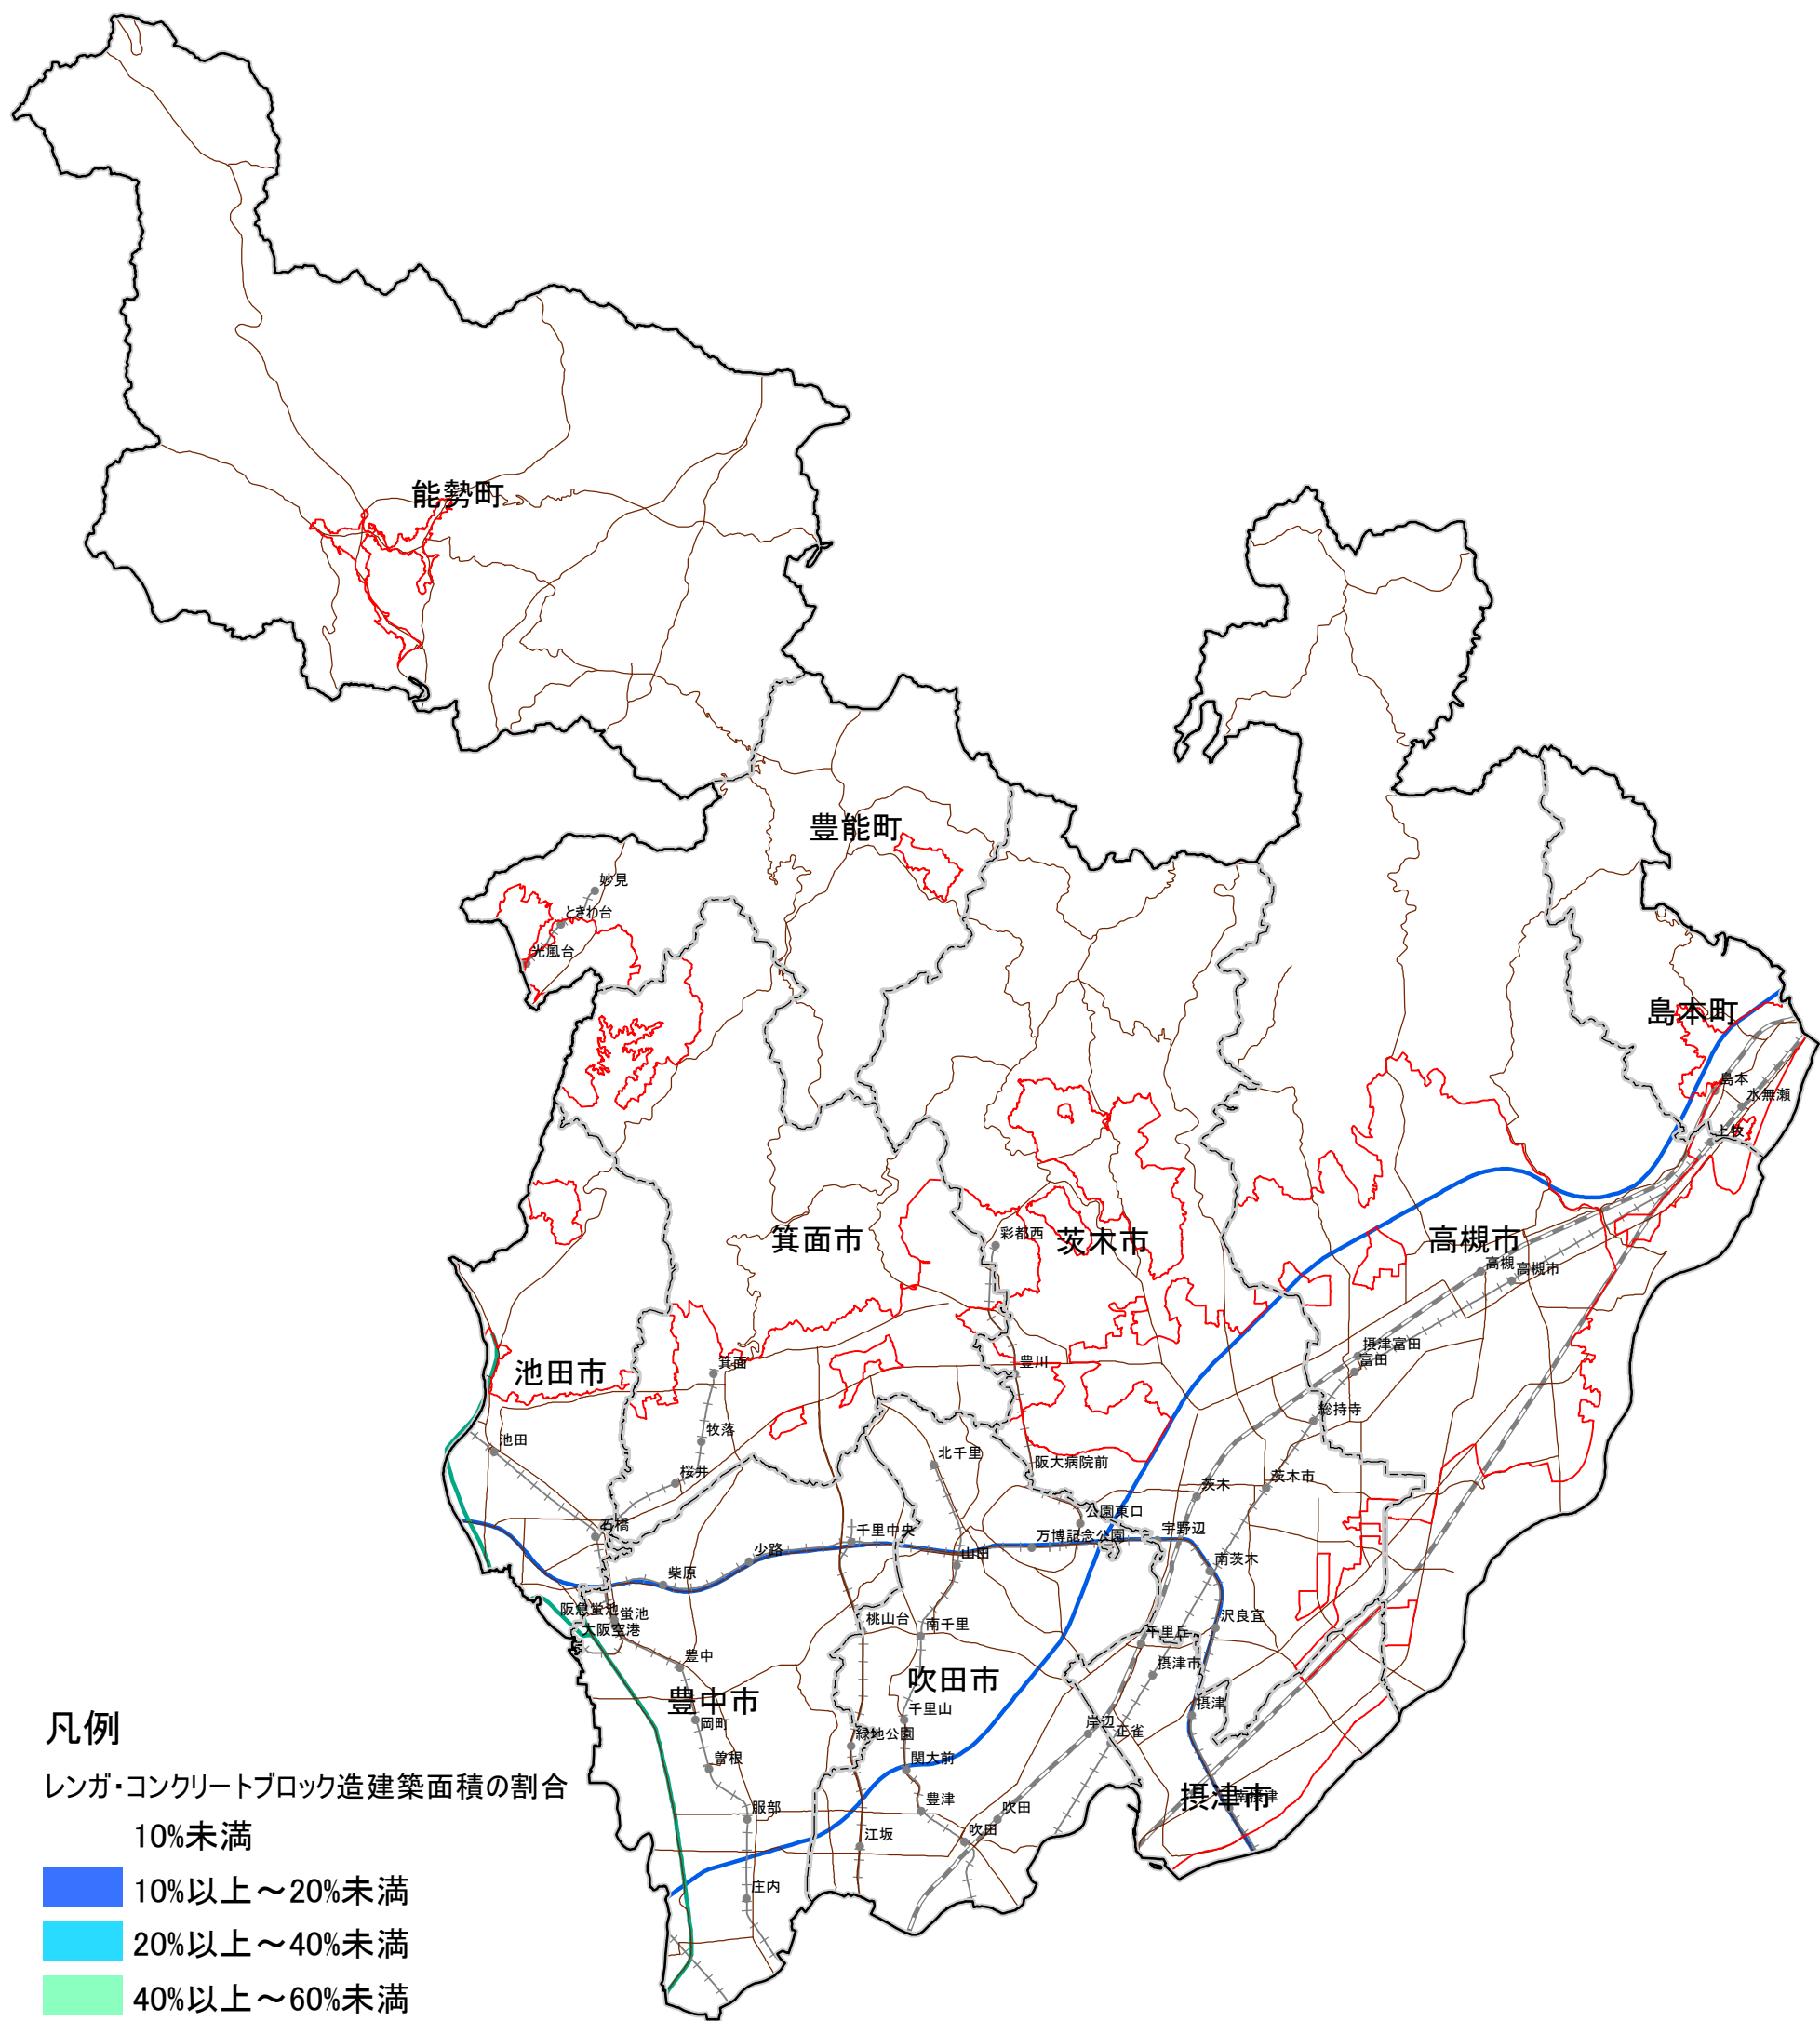 能勢町
豊能町
妙見
ときわ台
光風台
島本町
島本
水無瀬
上牧
箕面市
彩都西
茨木市
高槻市
高槻
高槻市
池田市
箕面
豊川
摂津富田
富田
総持寺
池田
牧落
桜井
北千里
阪大病院前
茨木
茨木市
石橋
千里中央
公園東口
万博記念公園
宇野辺
少路
山田
柴原
南茨木
阪急蛍池
蛍池
大阪空港
桃山台
南千里
沢良宜
千里丘
豊中
摂津市
吹田市
豊中市
岡町
千里山
摂津
岸辺
正雀
緑地公園
曽根
関大前
摂津市
南摂津
服部
豊津
吹田
吹田
江坂
庄内
凡例
レンガ・コンクリートブロック造建築面積の割合
10%未満
10%以上～20%未満
20%以上～40%未満
40%以上～60%未満